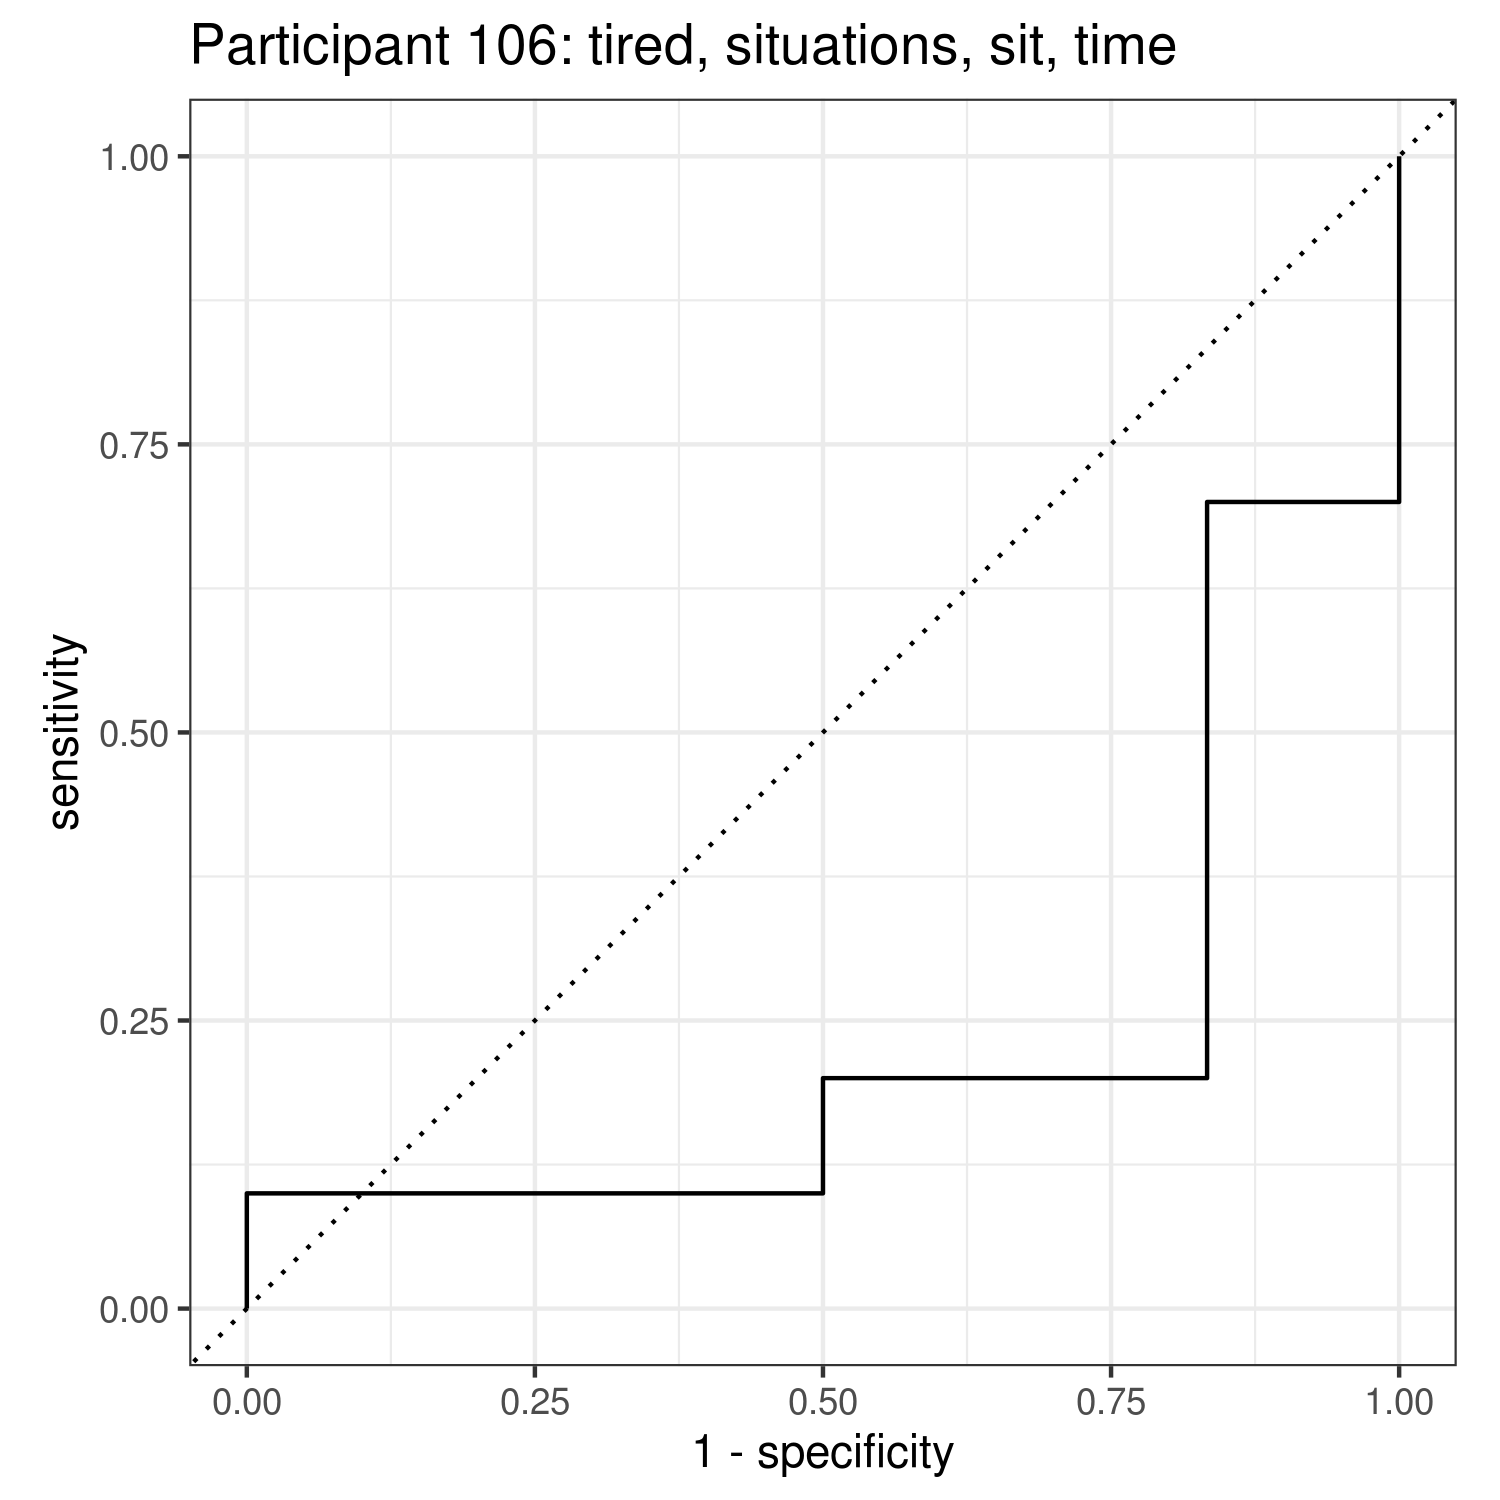 Participant 106: tired, situations, sit, time
1.00
0.75
0.50
0.25
0.00
sensitivity
0.00 0.25 0.50 0.75 1.00
1 - specificity